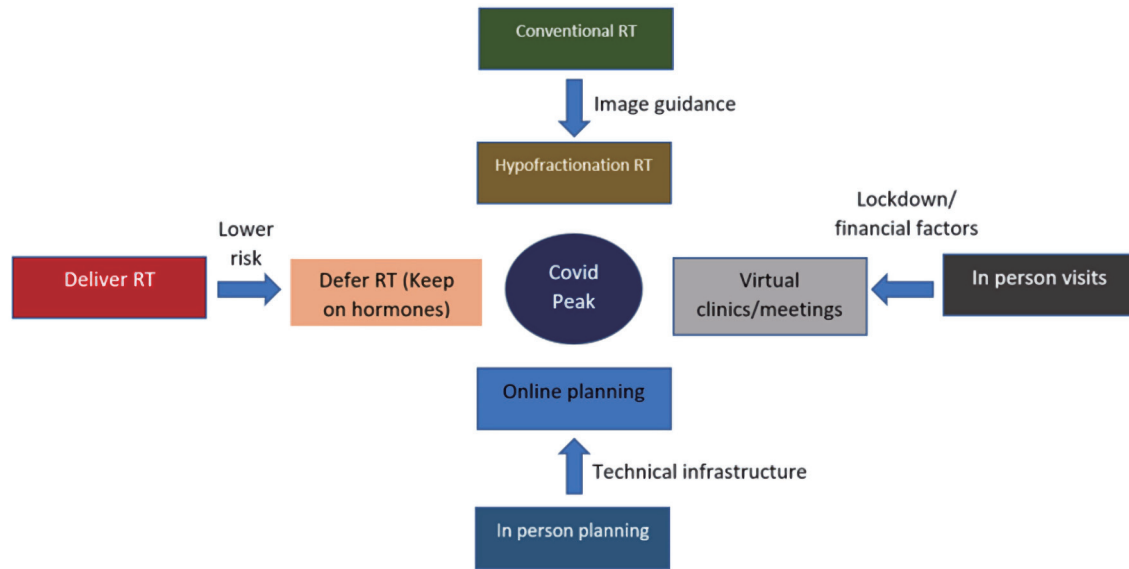 Conventional RT
Image guidance
Hypofractionation RT
Lower
risk
Deliver RT
Defer RT (Keep
on hormones)
Covid
Peak
Virtual
clinics/meetings
Lockdown/
financial factors
In person visits
Online planning
Technical infrastructure
In person planning